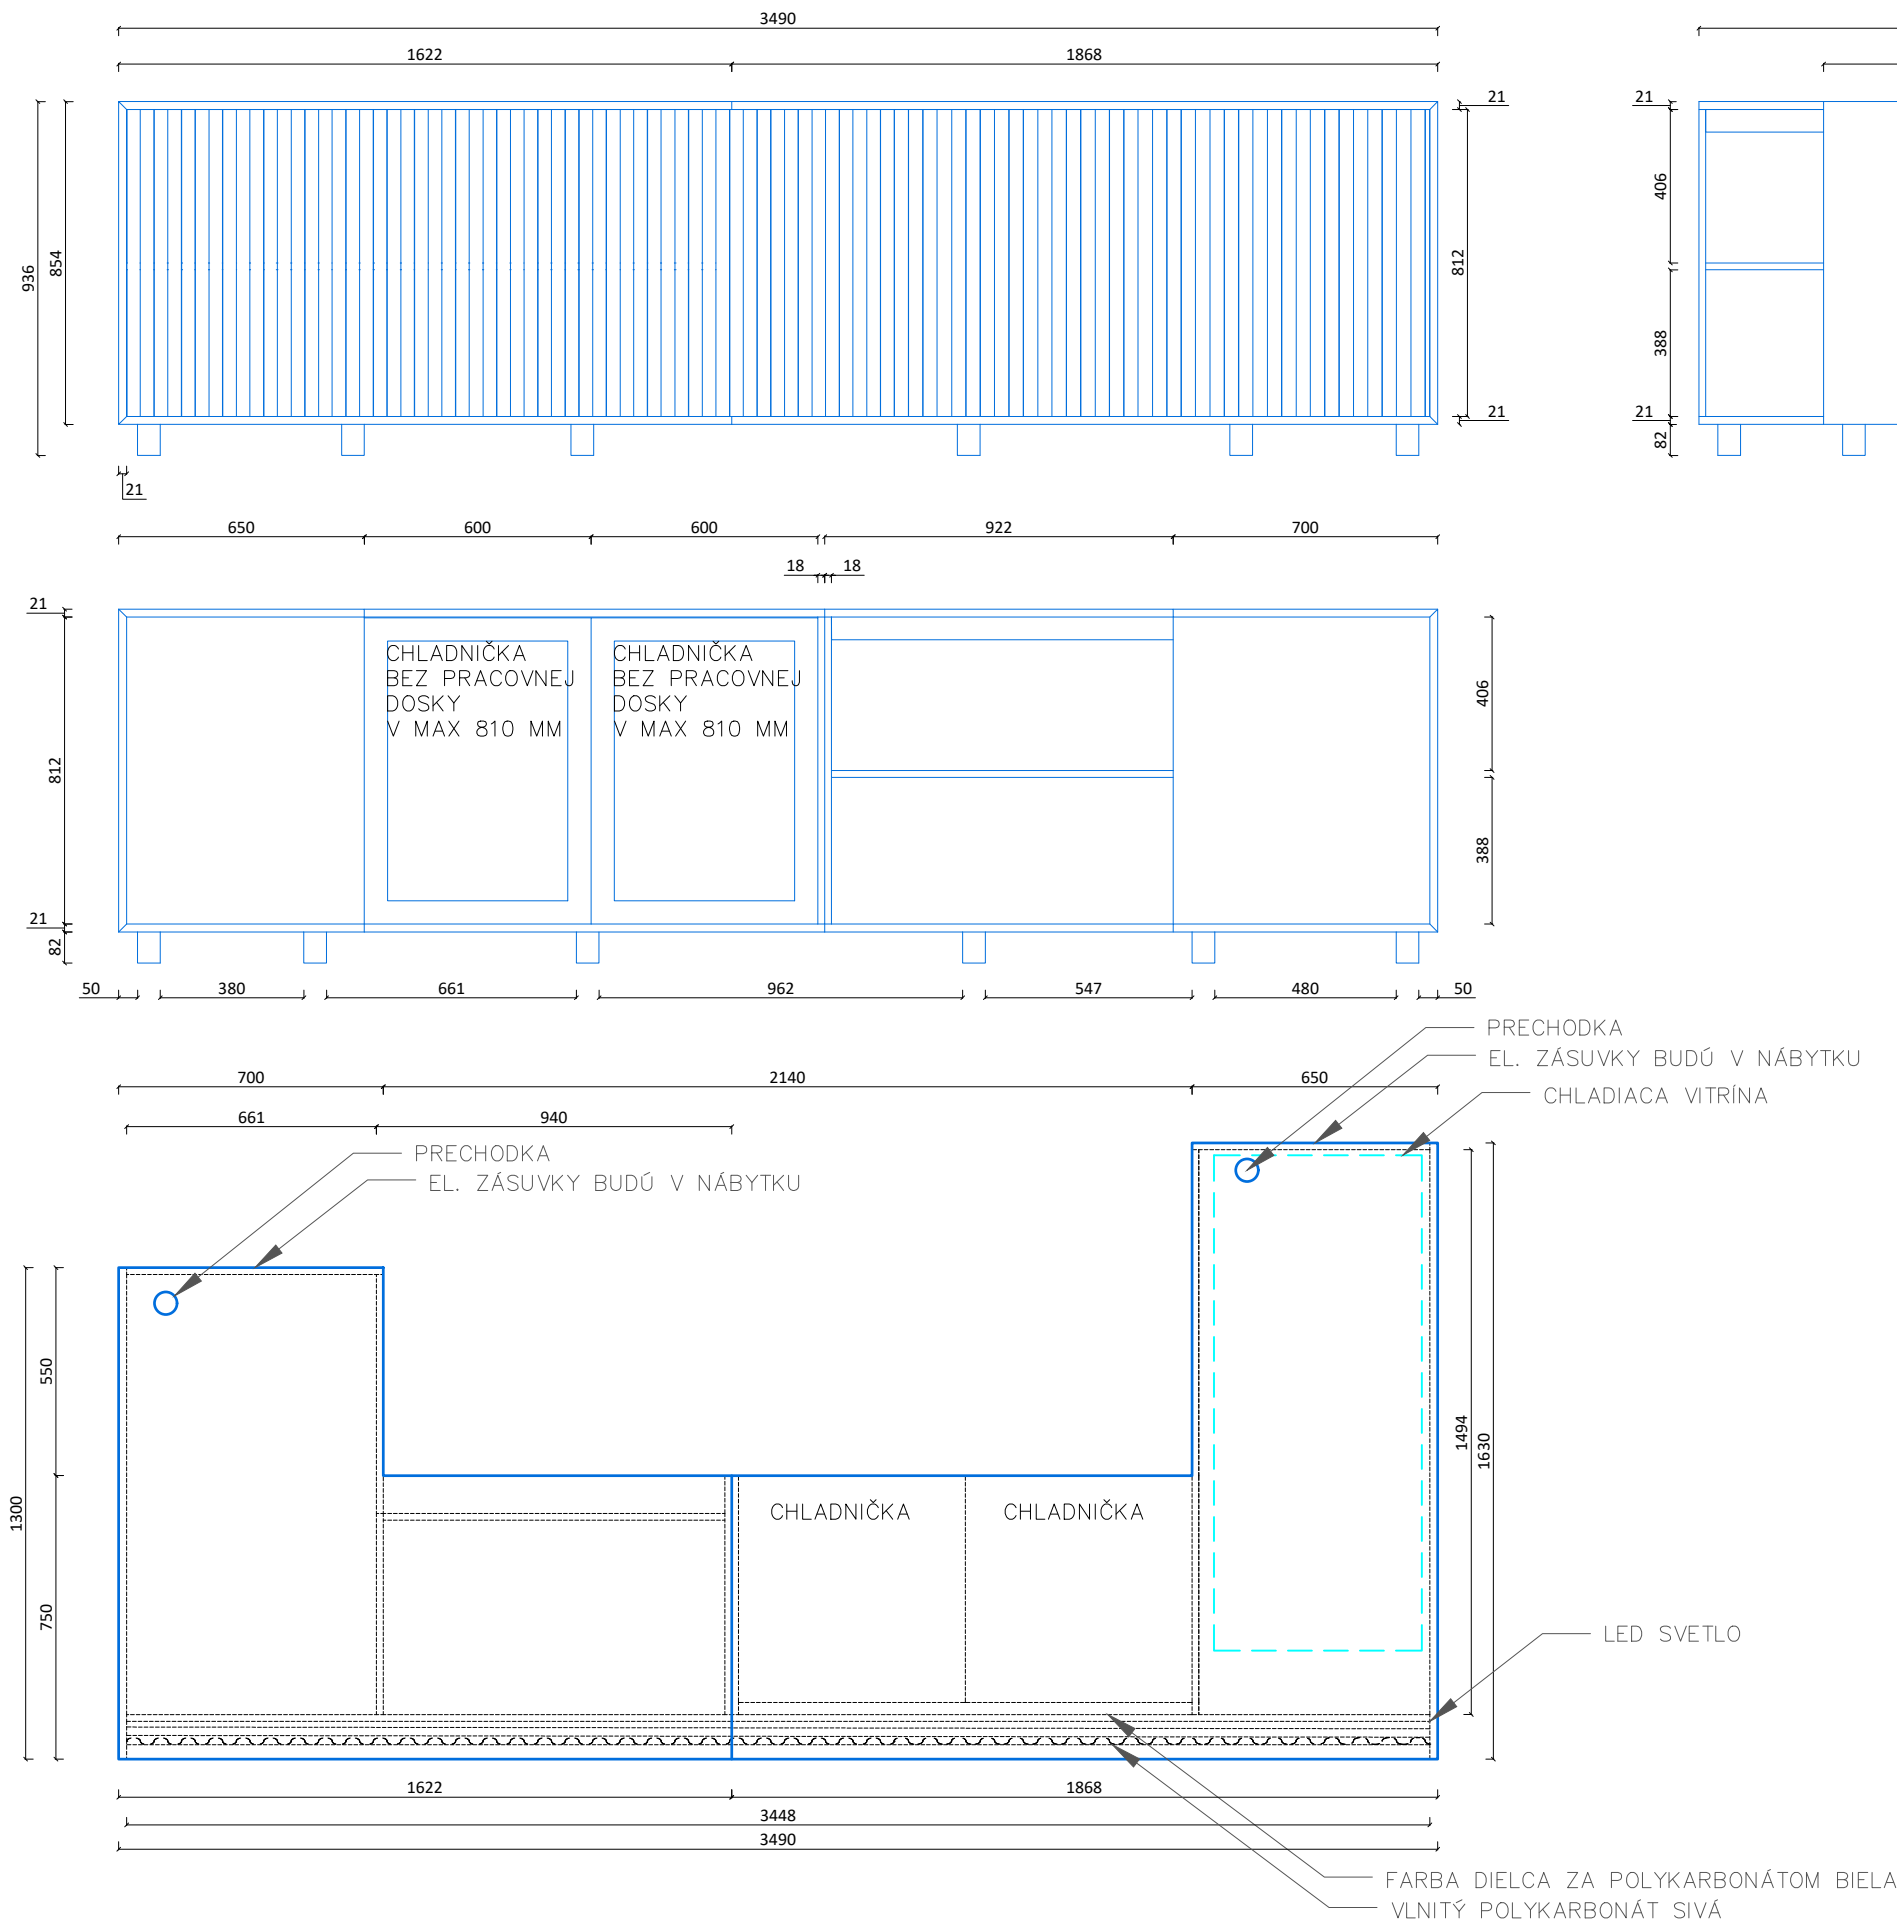 3490
1622 1868
21 21
936 854 812 406
388
21 21
82
21
650 600 600 922 700
18 18
21
CHLADNIČKA CHLADNIČKA
BEZ PRACOVNEJ BEZ PRACOVNEJ
DOSKY DOSKY
V MAX 810 MM V MAX 810 MM
406
812
388
21
82
50 380 661 962 547 480 50
PRECHODKA
EL. ZÁSUVKY BUDÚ V NÁBYTKU
CHLADIACA VITRÍNA
700 2140 650
661 940
PRECHODKA
EL. ZÁSUVKY BUDÚ V NÁBYTKU
550
1494
1630
1300
750
CHLADNIČKA CHLADNIČKA
LED SVETLO
1622 1868
3448
3490
FARBA DIELCA ZA POLYKARBONÁTOM BIELA
VLNITÝ POLYKARBONÁT SIVÁ